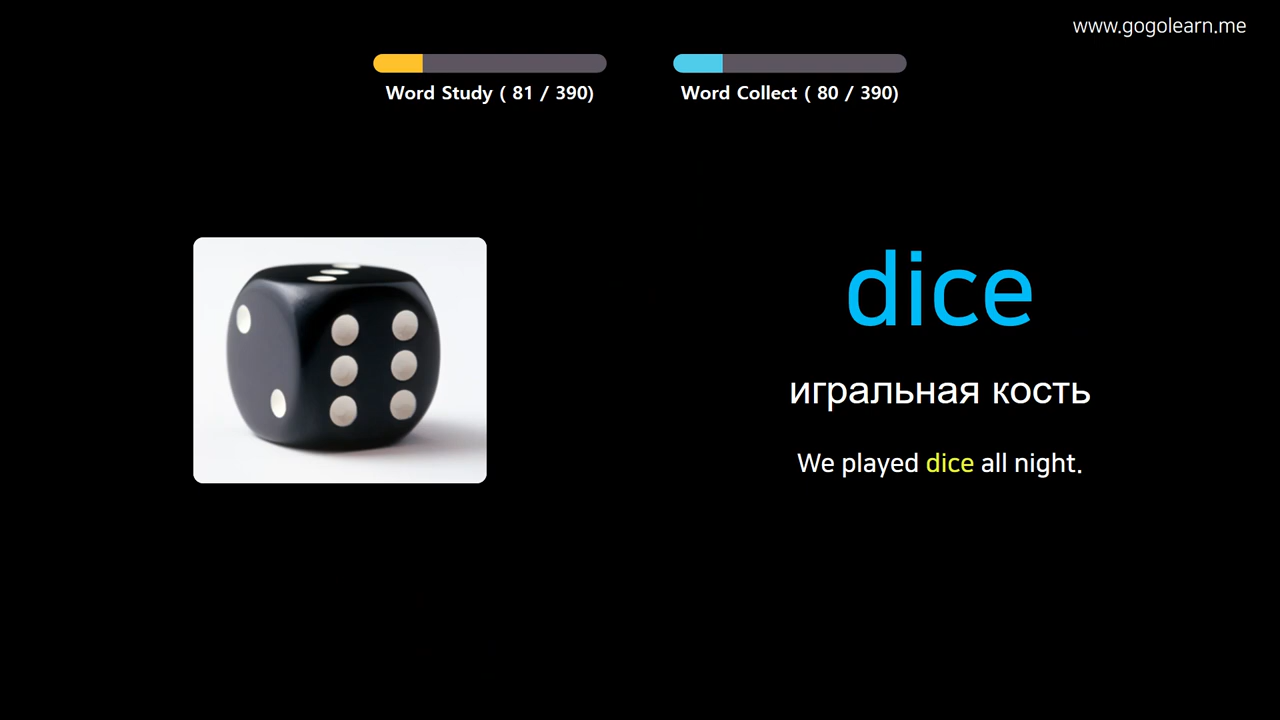 www.gogolearn.me
Word Study ( 81 / 390)
Word Collect ( 80 / 390)
dice
игральная кость
We played dice all night.